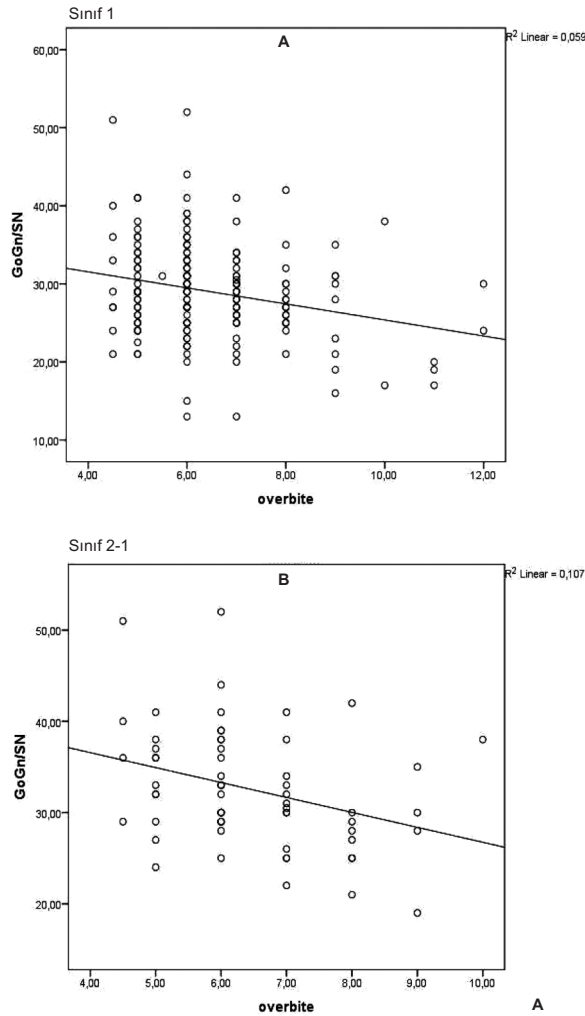 Sınıf 1
A
R² Linear = 0,059
60,00
50,00
40,00
30,00
20,00
10,00
GoGn/SN
4,00 6,00 8,00 10,00 12,00
overbite
Sınıf 2-1
B
R² Linear = 0,107
50,00
40,00
30,00
20,00
GoGn/SN
4,00 5,00 6,00 7,00 8,00 9,00 10,00
overbite
A